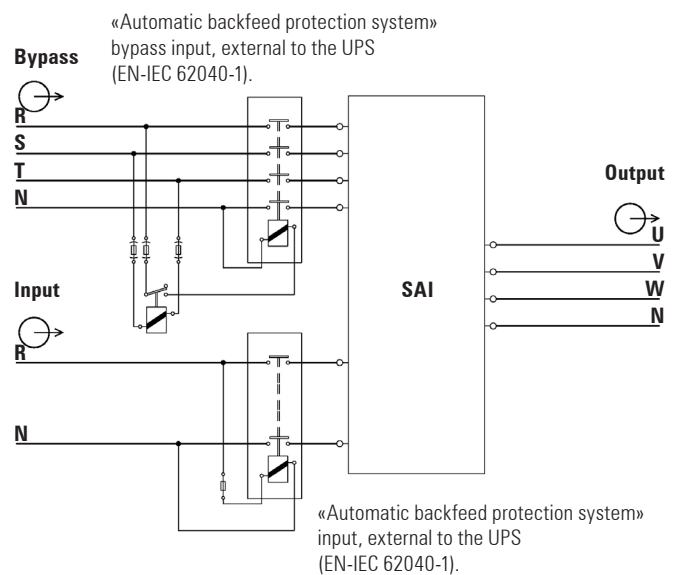 «Automatic backfeed protection system»
bypass input, external to the UPS
(EN-IEC 62040-1).
Bypass
R
S
T
N
Output
U
V
W
N
SAI
Input
R
N
«Automatic backfeed protection system»
input, external to the UPS
(EN-IEC 62040-1).